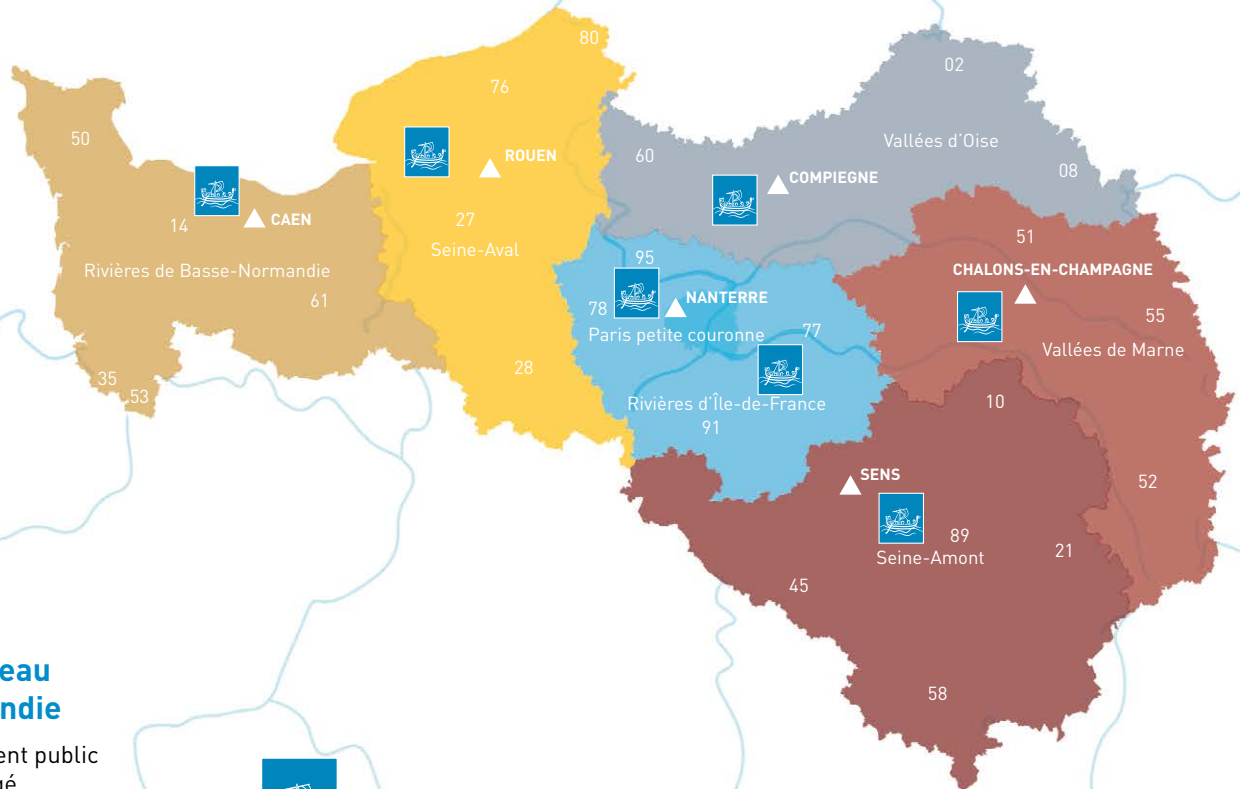 80
02
76
50
Vallées d'Oise
60
ROUEN
08
COMPIEGNE
14
CAEN
27
Seine-Aval
51
95
Rivières de Basse-Normandie
CHALONS-EN-CHAMPAGNE
61
78
NANTERRE
55
Paris petite couronne
77
Vallées de Marne
28
35
53
10
Rivières d'Île-de-France
91
SENS
52
89
21
Seine-Amont
45
eau
ndie
58
ent public
gé